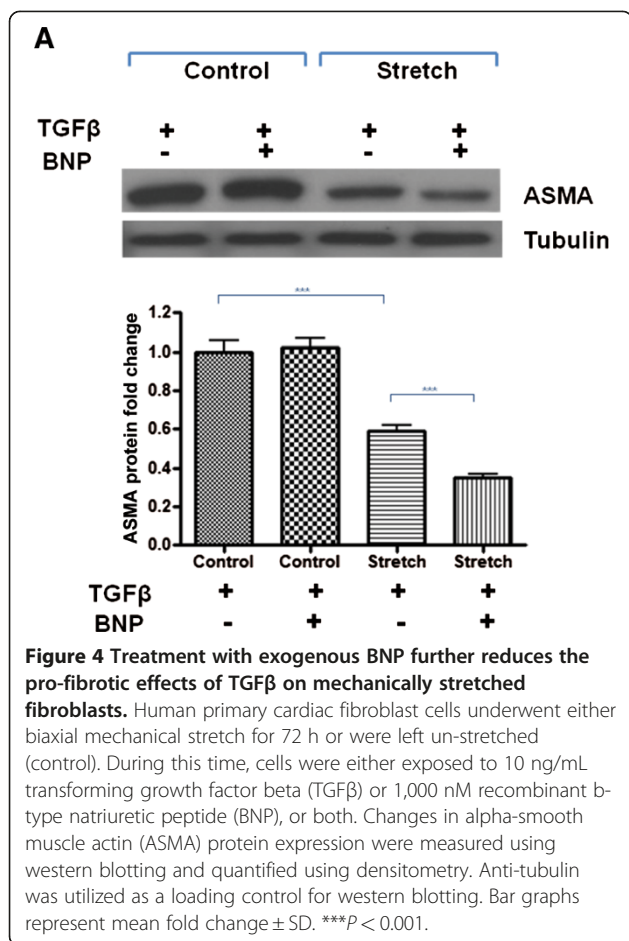 A
Control Stretch
TGFβ + + + +
BNP - + - +
ASMA
Tubulin
*** 
***
ASMA protein fold change
1.2
1.0
0.8
0.6
0.4
0.2
0.0
Control Control Stretch Stretch
TGFβ + + + +
BNP - + - +
Figure 4 Treatment with exogenous BNP further reduces the
pro-fibrotic effects of TGFβ on mechanically stretched
fibroblasts. Human primary cardiac fibroblast cells underwent either
biaxial mechanical stretch for 72 h or were left un-stretched
(control). During this time, cells were either exposed to 10 ng/mL
transforming growth factor beta (TGFβ) or 1,000 nM recombinant b-
type natriuretic peptide (BNP), or both. Changes in alpha-smooth
muscle actin (ASMA) protein expression were measured using
western blotting and quantified using densitometry. Anti-tubulin
was utilized as a loading control for western blotting. Bar graphs
represent mean fold change ± SD. ***P < 0.001.